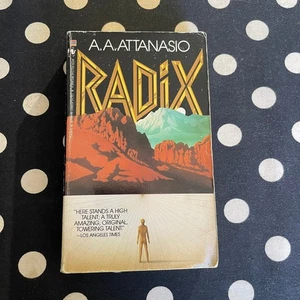 A.A. ATTANASIO
RADiX
"HERE STANDS A HIGH
TALENT: A TRULY
AMAZING, ORIGINAL,
TOWERING TALENT"
—LOS ANGELES TIMES